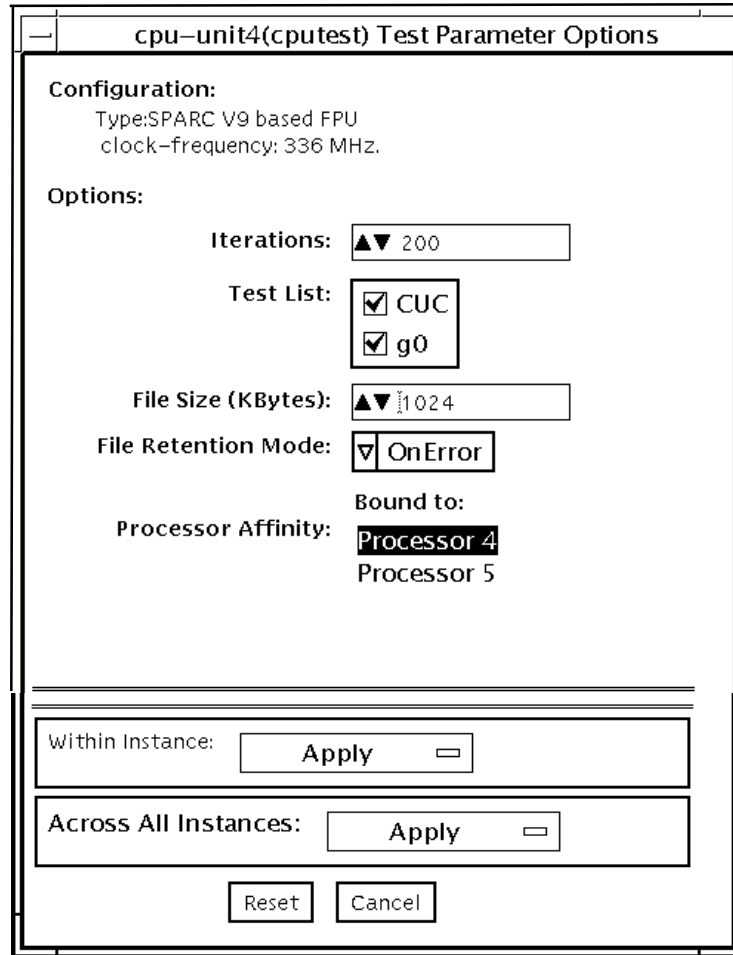 cpu-unit4(cputest) Test Parameter Options
Configuration:
Type:SPARC V9 based FPU
clock-frequency: 336 MHz.
Options:
Iterations: 200
Test List: CUC
g0
File Size (KBytes): 1024
File Retention Mode: OnError
Bound to:
Processor Affinity: Processor 4
Processor 5
Within Instance: Apply
Across All Instances: Apply
Reset Cancel